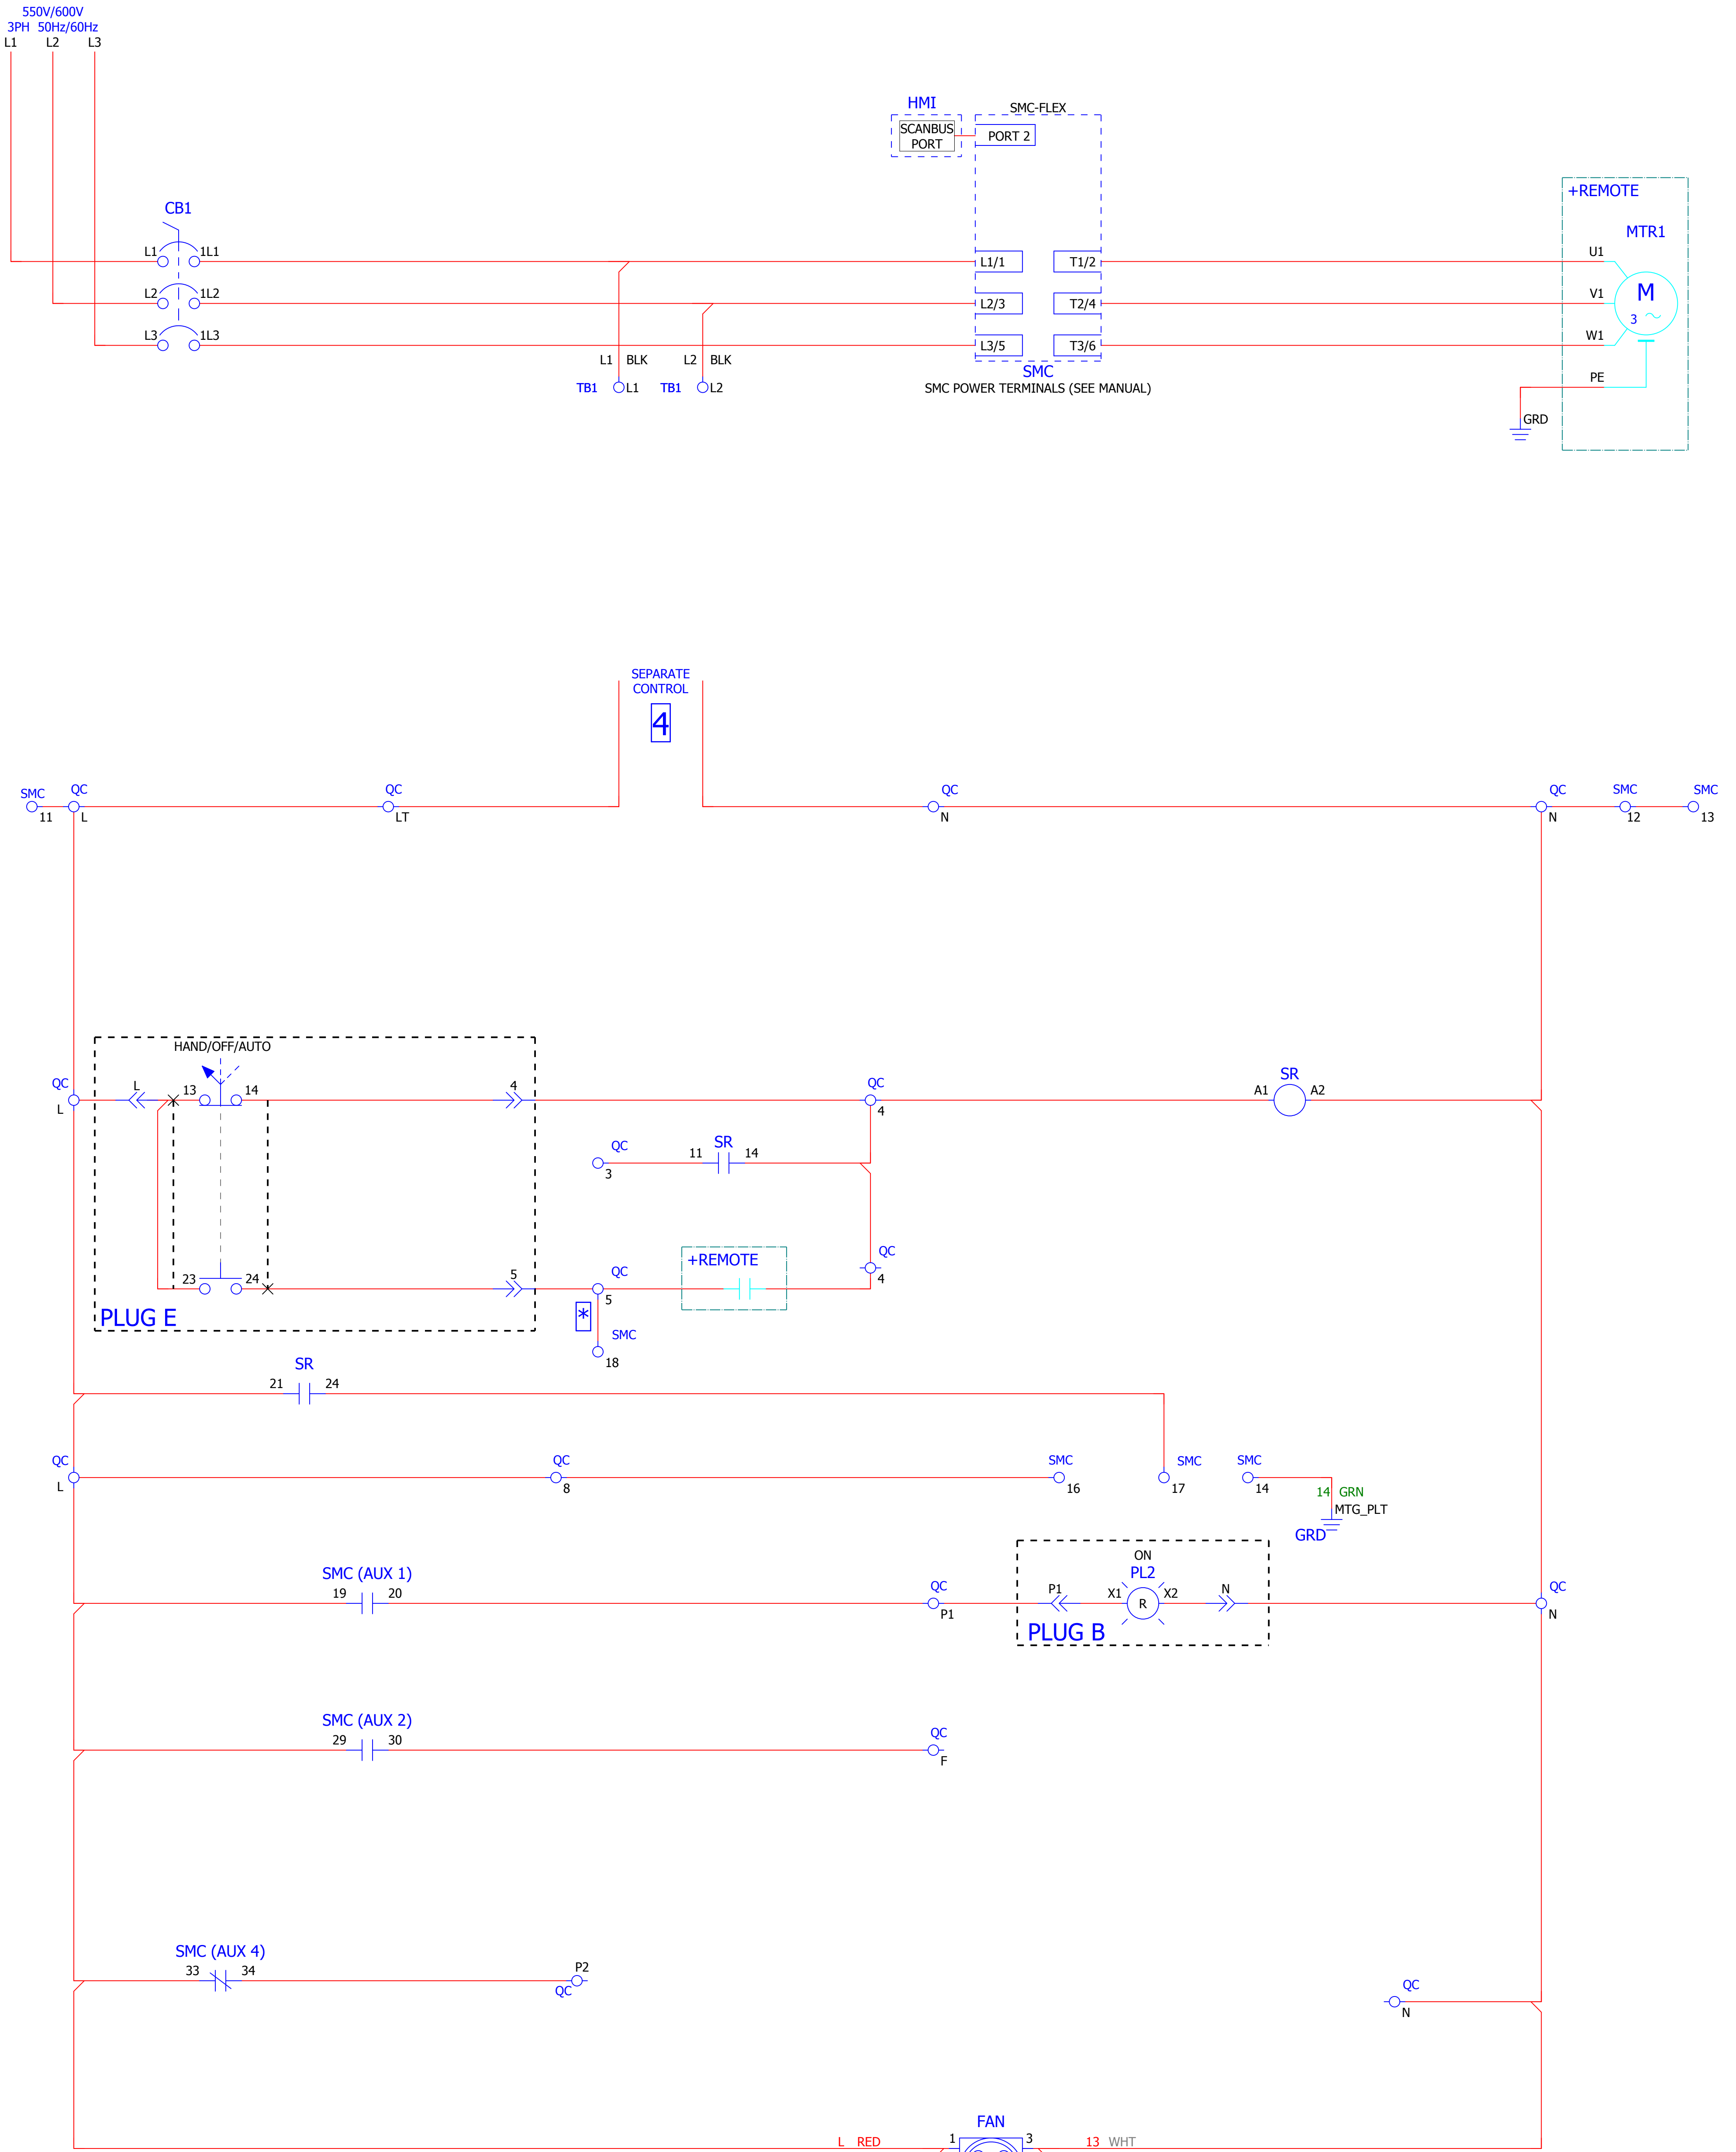 550V/600V
3PH 50Hz/60Hz
L1 L2 L3
HMI
SMC-FLEX
SCANBUS
PORT
PORT 2
+REMOTE
CB1
MTR1
L1 1L1
L1/1 T1/2
U1
L2 1L2
L2/3 T2/4
V1
M
3
L3 1L3
L3/5 T3/6
W1
L1 BLK L2 BLK
SMC
TB1 L1 TB1 L2
SMC POWER TERMINALS (SEE MANUAL)
PE
GRD
SEPARATE
CONTROL
4
SMC QC QC QC QC SMC SMC
11 L LT N N 12 13
HAND/OFF/AUTO
QC L 13 14 4 QC SR
A1 A2
L 4
QC SR
11 14
3
+REMOTE QC
23 24 5 QC 4
5
PLUG E
*
SMC
18
SR
21 24
QC QC SMC SMC SMC
L 8 16 17 14
14 GRN
MTG_PLT
GRD
ON
SMC (AUX 1) PL2
19 20 QC P1 X1 X2 N QC
R
P1 N
PLUG B
SMC (AUX 2)
29 30 QC
F
SMC (AUX 4)
33 34 P2
QC
QC
N
FAN
L RED 1 3 13 WHT